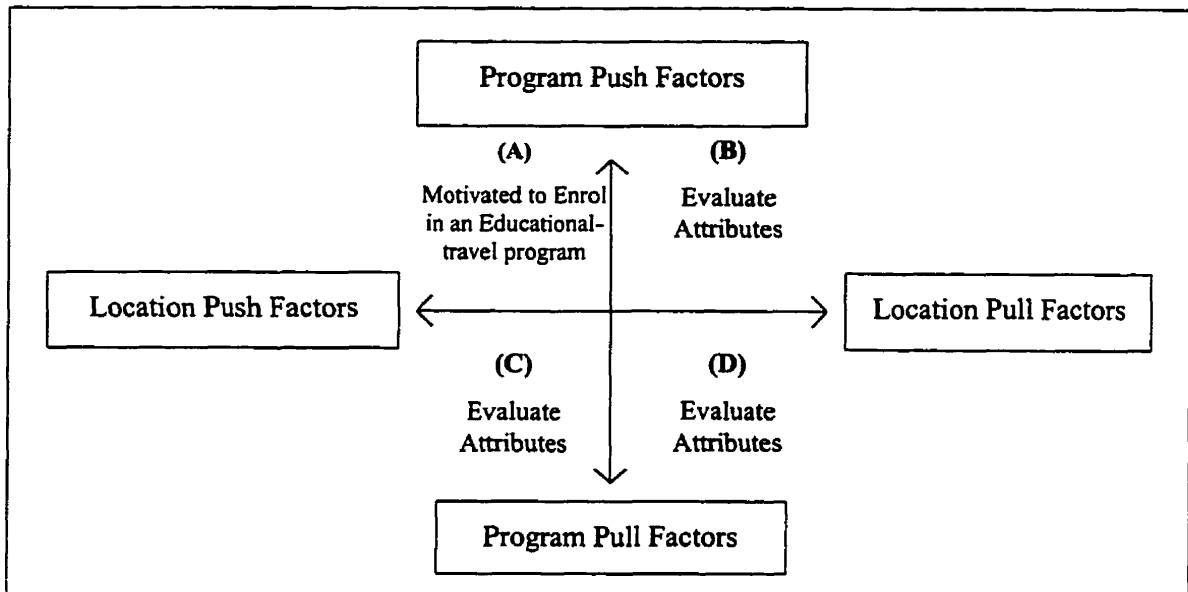 Program Push Factors
(A)
Motivated to Enrol
in an Educational-
travel program
(B)
Evaluate
Attributes
Location Push Factors
Location Pull Factors
(C)
Evaluate
Attributes
(D)
Evaluate
Attributes
Program Pull Factors